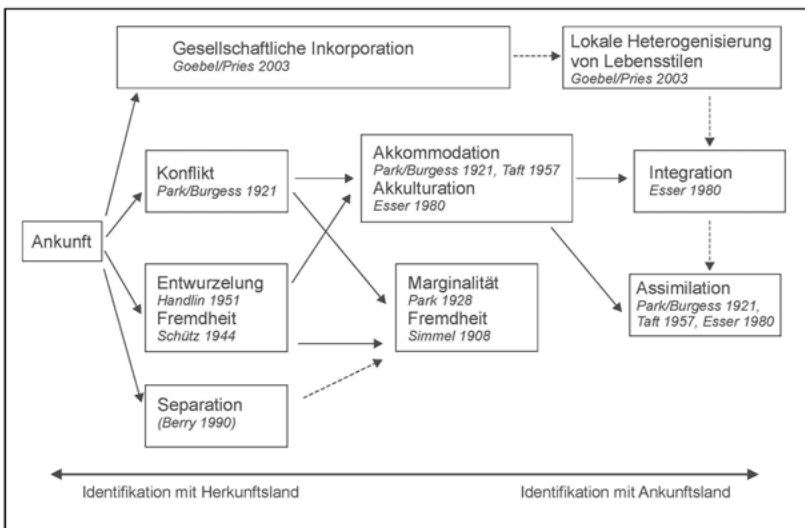 Gesellschaftliche Inkorporation
Goebel/Pries 2003
Lokale Heterogenisierung
von Lebensstilen
Goebel/Pries 2003
Konflikt
Park/Burgess 1921
Akkommodation
Park/Burgess 1921, Taft 1957
Akkulturation
Esser 1980
Integration
Esser 1980
Ankunft
Entwurzelung
Handlin 1951
Fremdheit
Schütz 1944
Marginalität
Park 1928
Fremdheit
Simmel 1908
Assimilation
Park/Burgess 1921,
Taft 1957, Esser 1980
Separation
(Berry 1990)
Identifikation mit Herkunftsland
Identifikation mit Ankunftsland